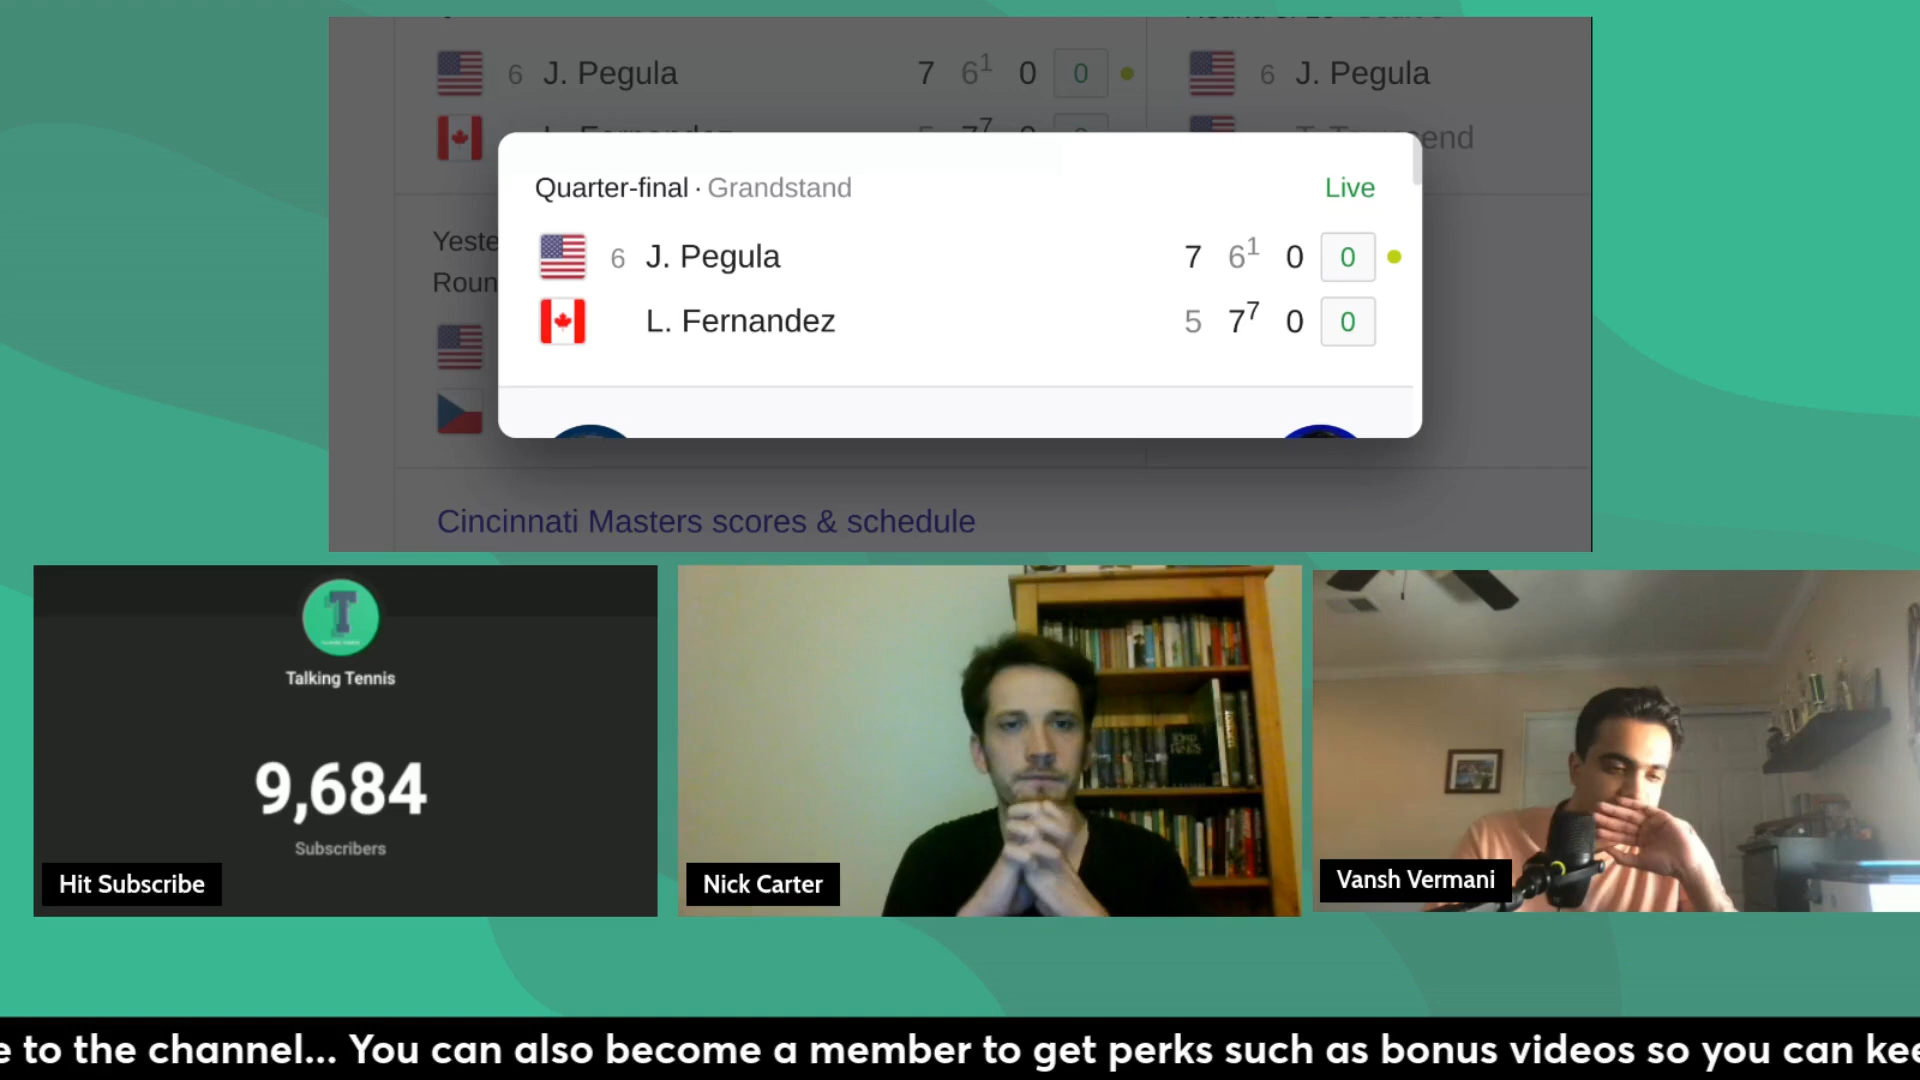 6 J. Pegula 7 6¹ 0 0
6 J. Pegula
Quarter-final · Grandstand Live
6 J. Pegula 7 6¹ 0 0
L. Fernandez 5 7⁷ 0 0
Yeste
Roun
Cincinnati Masters scores & schedule
T
Talking Tennis
9,684
Subscribers
Hit Subscribe
Nick Carter
Vansh Vermani
e to the channel... You can also become a member to get perks such as bonus videos so you can kee